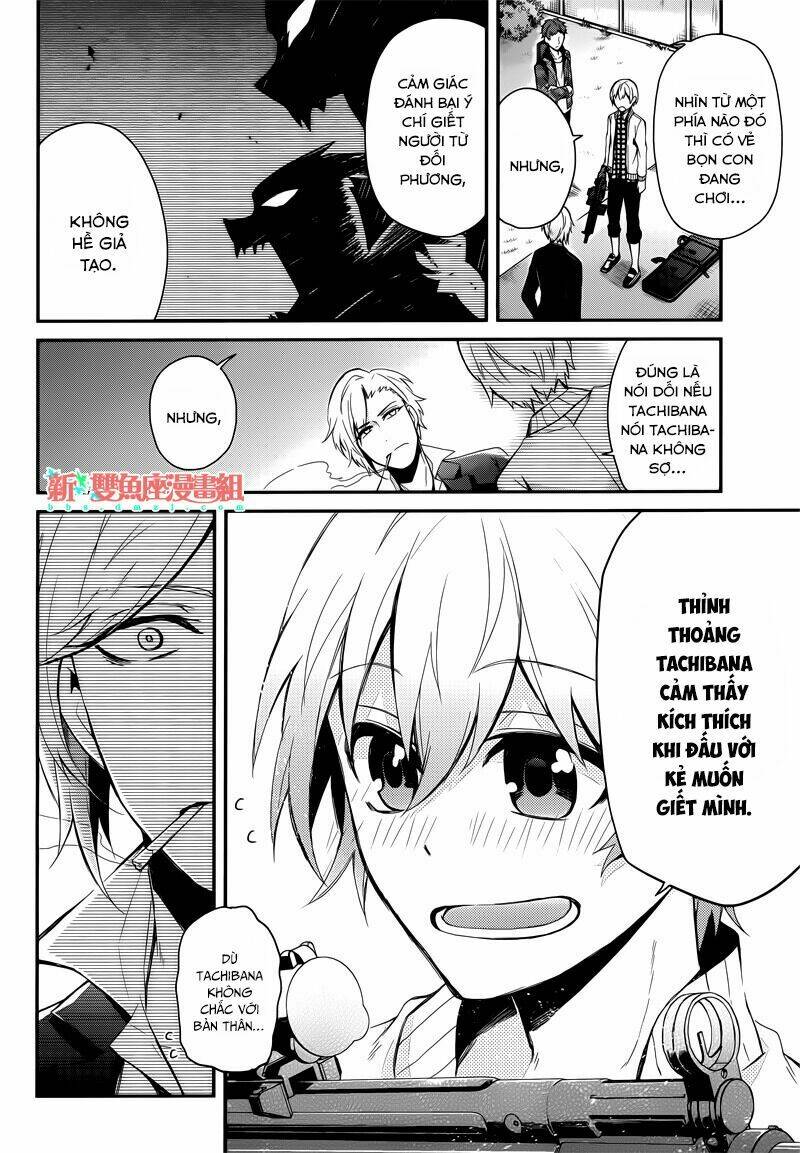 NHÌN TỪ MỘT
PHÍA NÀO ĐÓ
THÌ CÓ VẺ
BỌN CON
ĐANG
CHƠI...
NHƯNG,
CẢM GIÁC
ĐÁNH BẠI Ý
CHÍ GIẾT
NGƯỜI TỪ
ĐỐI
PHƯƠNG,
KHÔNG
HỀ GIẢ
TẠO.
ĐÚNG LÀ
NÓI DỐI NẾU
TACHIBANA
NÓI TACHIBA-
NA KHÔNG
SỢ...
NHƯNG,
新雙魚座漫畫組
bbs.dmzj.com
THỈNH
THOẢNG
TACHIBANA
CẢM THẤY
KÍCH THÍCH
KHI ĐẤU VỚI
KẺ MUỐN
GIẾT MÌNH.
DÙ
TACHIBANA
KHÔNG
CHẮC VỚI
BẢN THÂN...